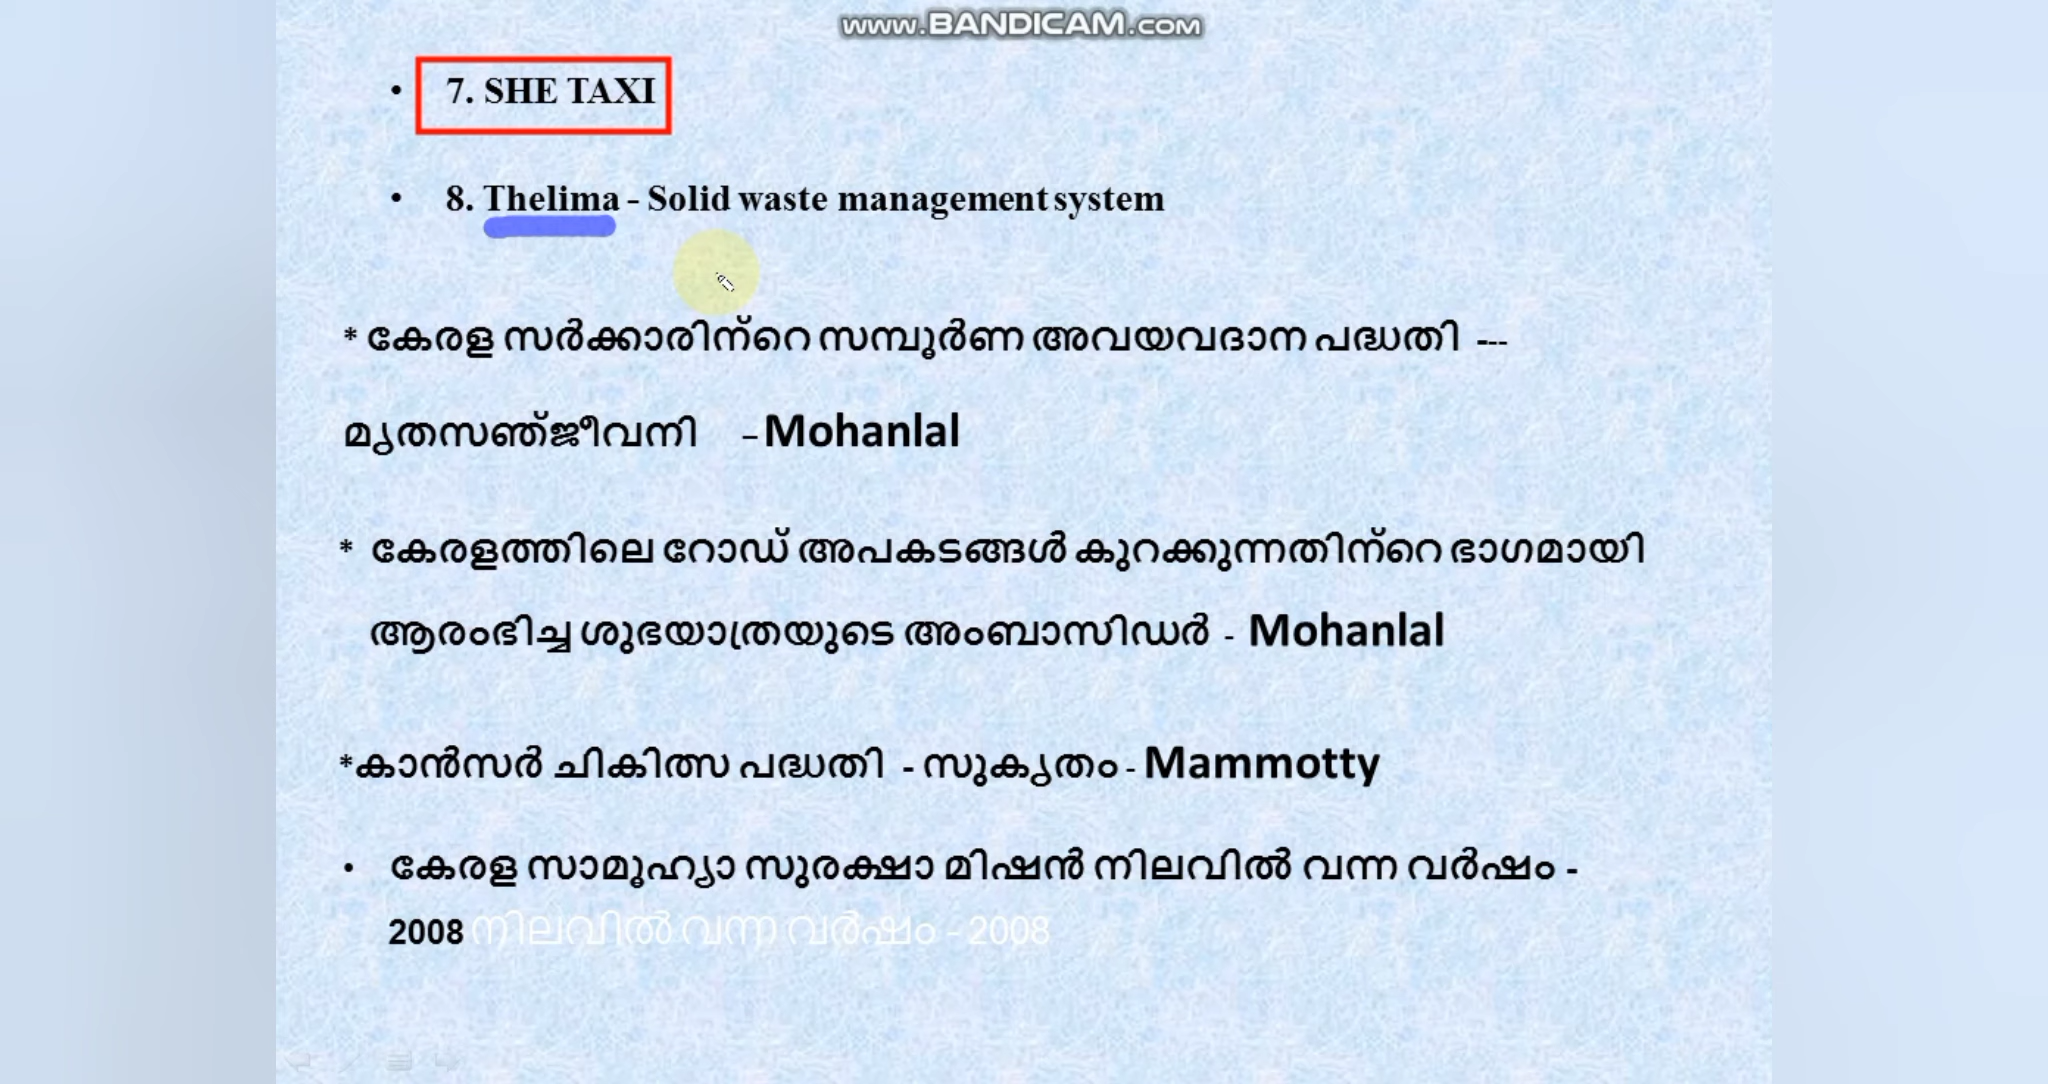 www.BANDICAM.com
• 7. SHE TAXI
• 8. Thelima - Solid waste management system
* കേരള സർക്കാരിന്റെ സമ്പൂർണ അവയവദാന പദ്ധതി ---
മൃതസഞ്ജീവനി – Mohanlal
* കേരളത്തിലെ റോഡ് അപകടങ്ങൾ കുറക്കുന്നതിന്റെ ഭാഗമായി
ആരംഭിച്ച ശുഭയാത്രയുടെ അംബാസിഡർ - Mohanlal
*കാൻസർ ചികിത്സ പദ്ധതി - സുകൃതം - Mammotty
• കേരള സാമൂഹ്യാ സുരക്ഷാ മിഷൻ നിലവിൽ വന്ന വർഷം -
2008 നിലവിൽ വന്ന വർഷം - 2008